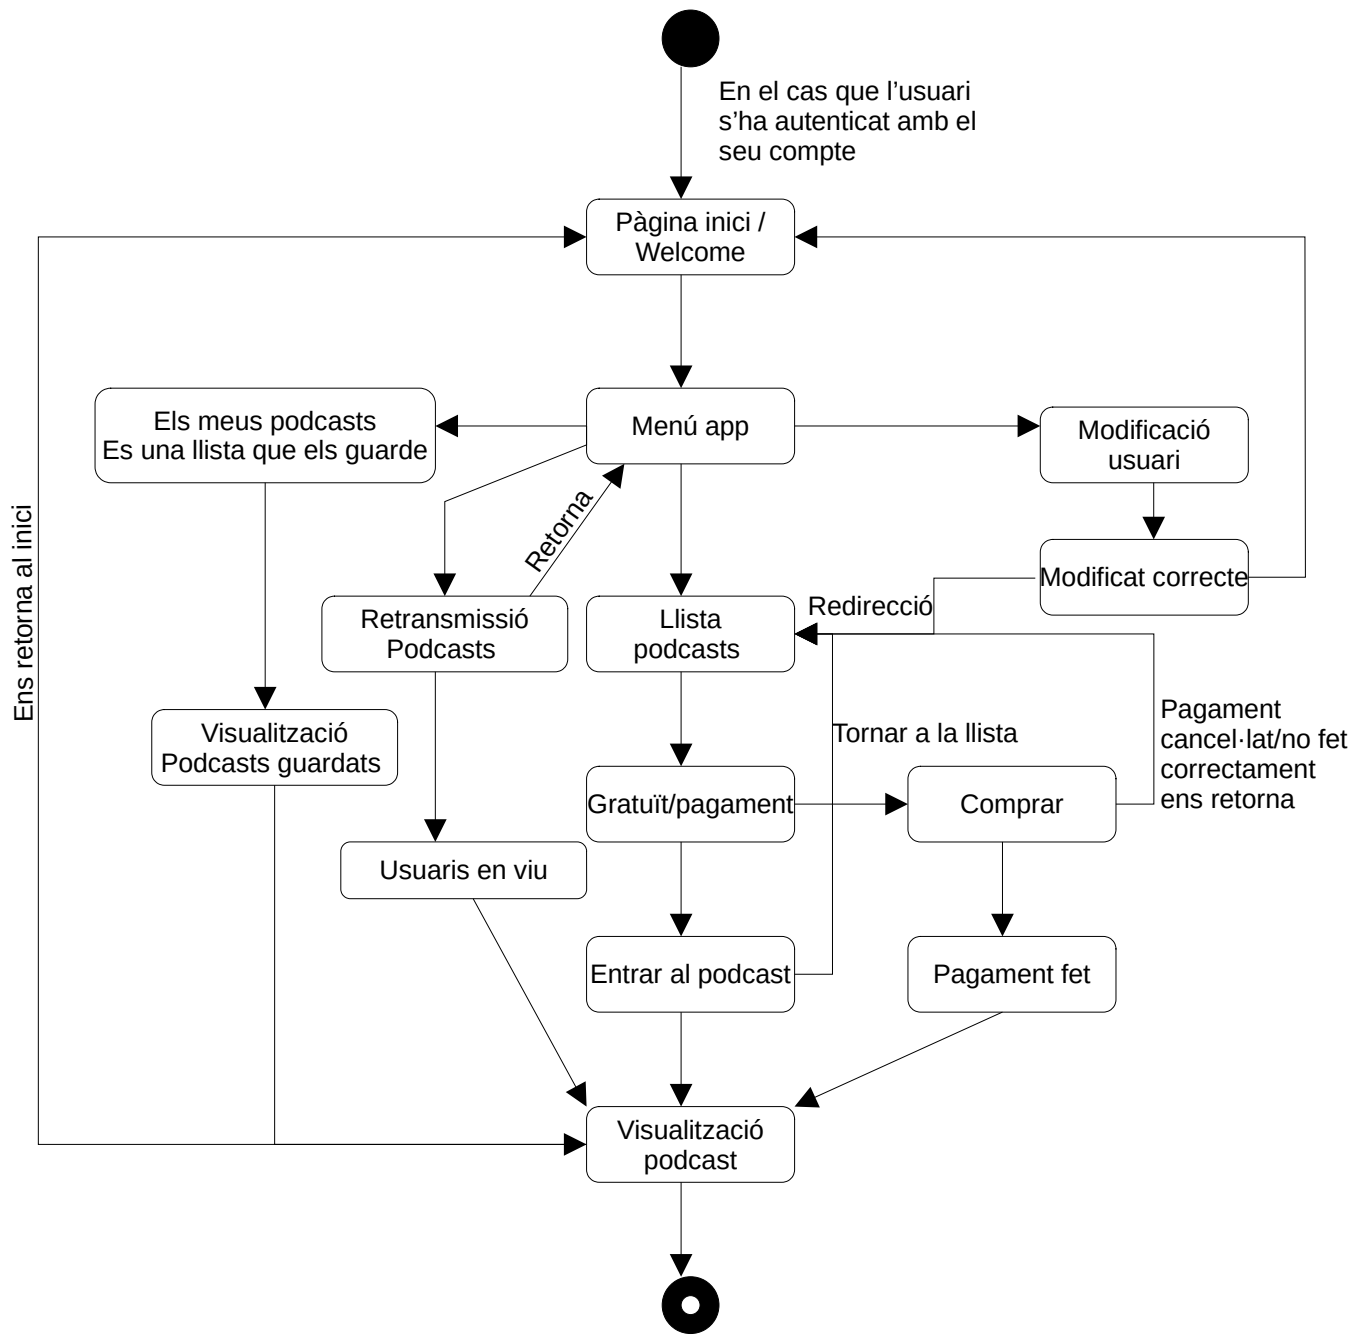 En el cas que l’usuari
s’ha autenticat amb el
seu compte
Pàgina inici /
Welcome
Els meus podcasts
Es una llista que els guarde
Menú app
Modificació
usuari
Retorna
Ens retorna al inici
Modificat correcte
Redirecció
Retransmissió
Podcasts
Llista
podcasts
Visualització
Podcasts guardats
Tornar a la llista
Pagament
cancel·lat/no fet
correctament
ens retorna
Gratuït/pagament
Comprar
Usuaris en viu
Entrar al podcast
Pagament fet
Visualització
podcast